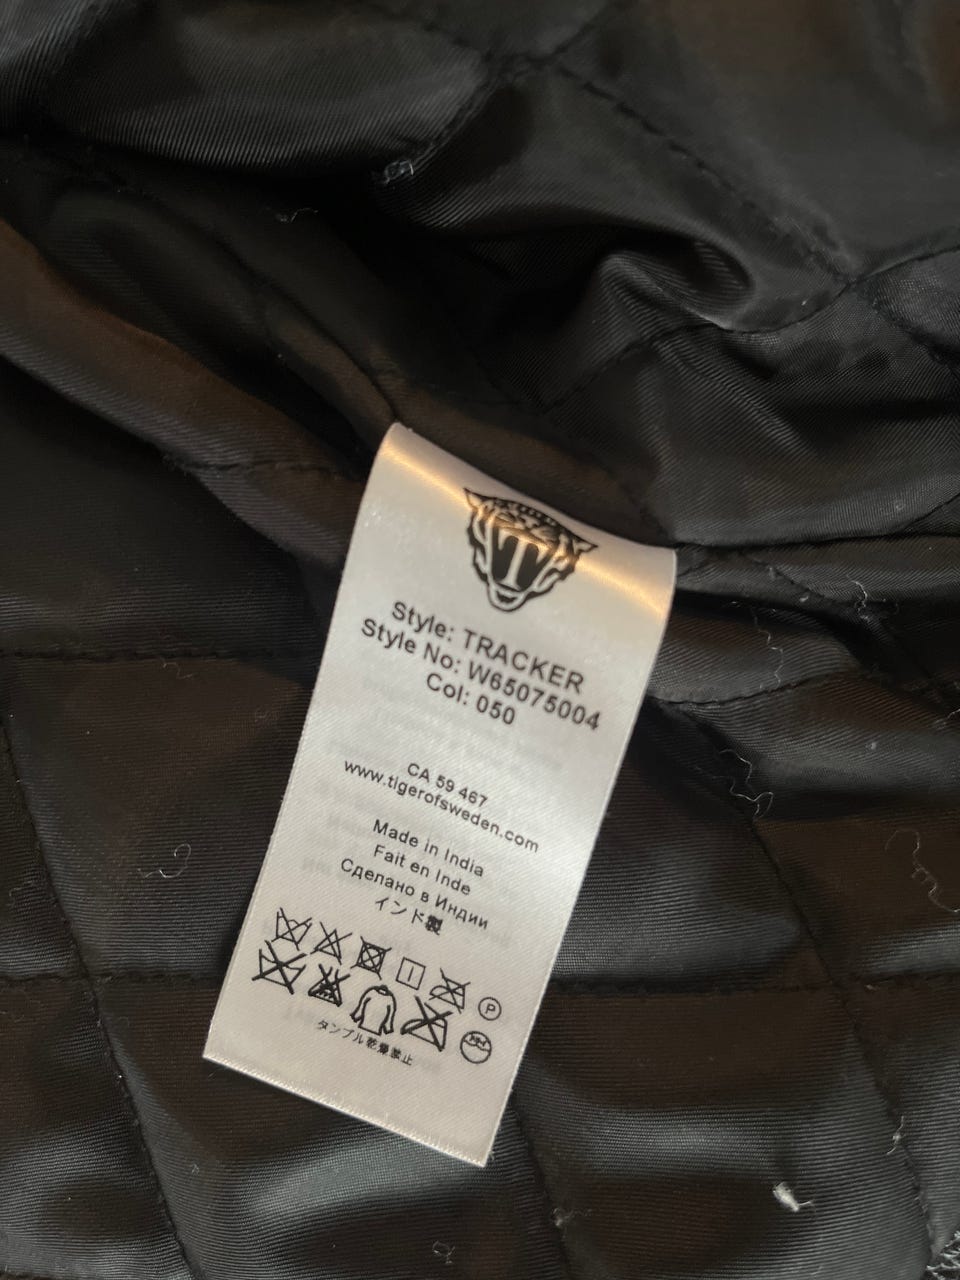 T
Style: TRACKER
Style No: W65075004
Col: 050
CA 59 467
www.tigerofsweden.com
Made in India
Fait en Inde
Сделано в Индии
インド製
P
タンブル乾燥禁止